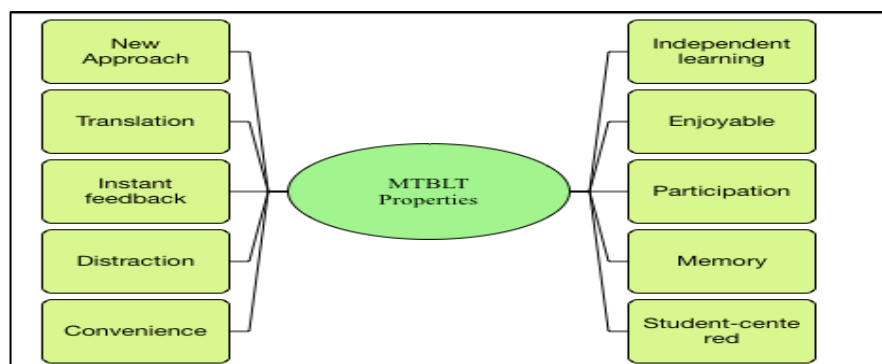 New
Approach
Translation
Instant
feedback
Distraction
Convenience
MTBLT
Properties
Independent
learning
Enjoyable
Participation
Memory
Student-cente
red